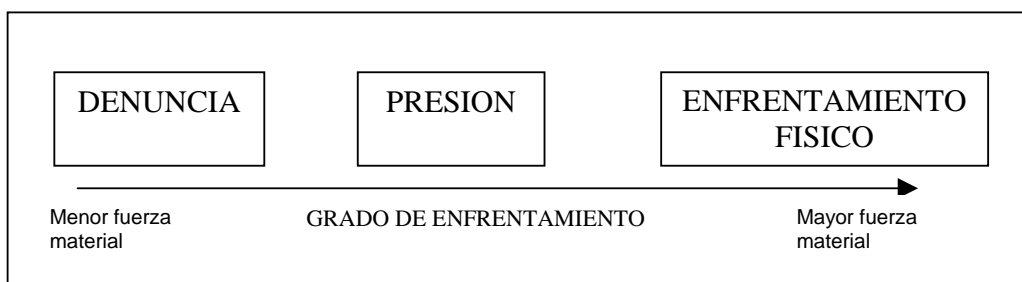 DENUNCIA
PRESION
ENFRENTAMIENTO
FISICO
Menor fuerza
material
GRADO DE ENFRENTAMIENTO
Mayor fuerza
material